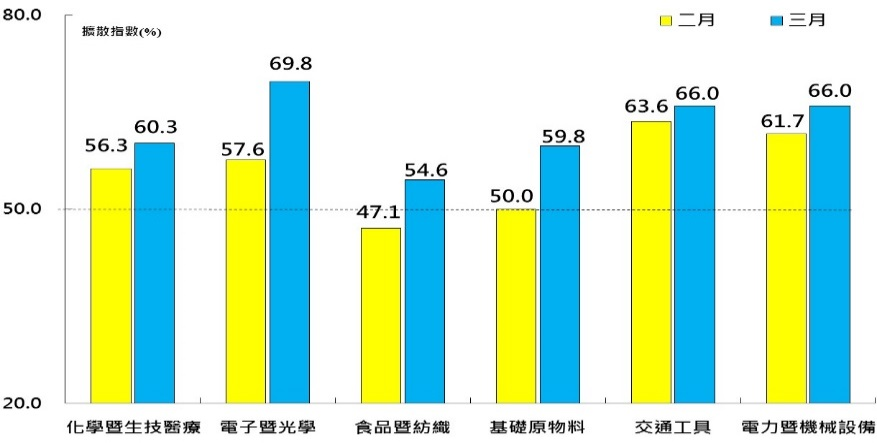 80.0
擴散指數(%)
二月
三月
69.8
56.3
60.3
57.6
47.1
54.6
50.0
59.8
63.6
66.0
61.7
66.0
50.0
20.0
化學暨生技醫療
電子暨光學
食品暨紡織
基礎原物料
交通工具
電力暨機械設備